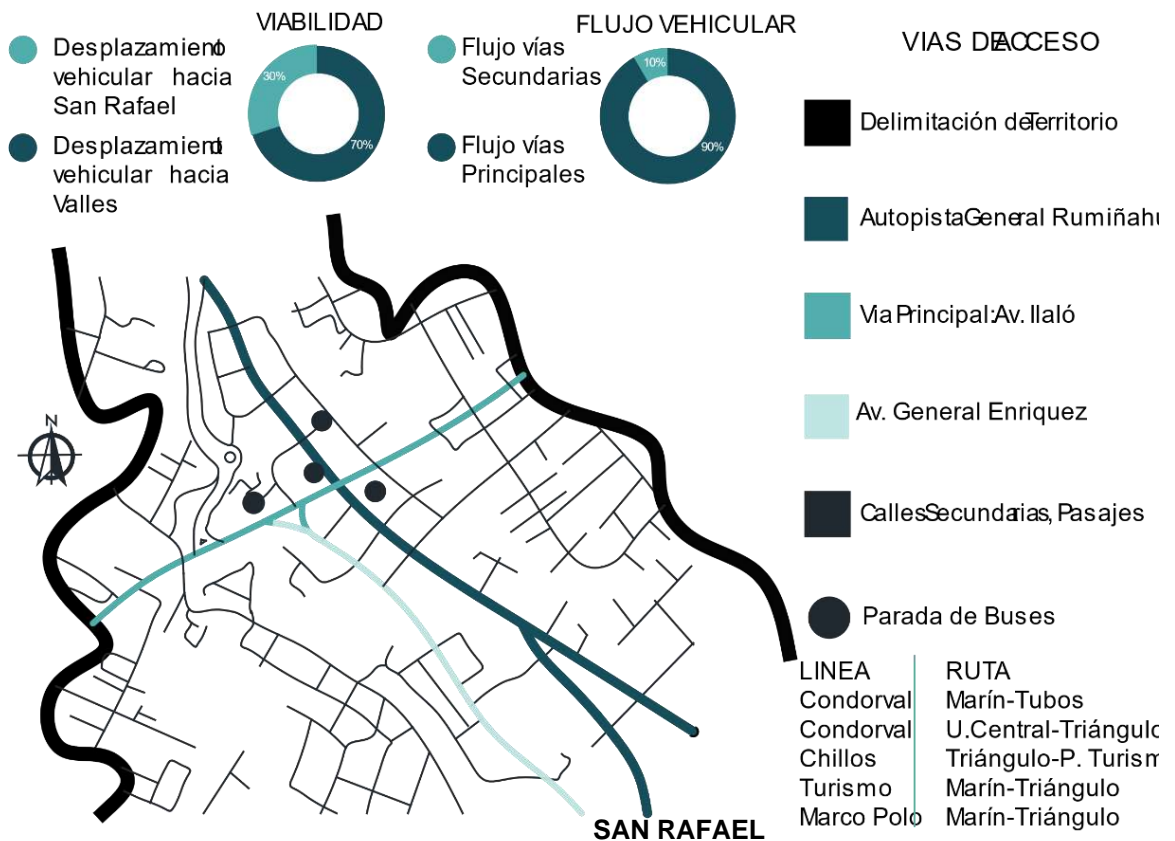 VIABILIDAD
Desplazamiento
vehicular hacia
San Rafael
Desplazamiento
vehicular hacia
Valles
30%
70%
FLUJO VEHICULAR
Flujo vías
Secundarias
Flujo vías
Principales
10%
90%
VIAS DE ACCESO
Delimitación de Territorio
Autopista General Rumiñahu
Via Principal: Av. Ilaló
Av. General Enriquez
Calles Secundarias, Pasajes
Parada de Buses
LINEA RUTA
Condorval Marín-Tubos
Condorval U.Central-Triángulo
Chillos Triángulo-P. Turism
Turismo Marín-Triángulo
Marco Polo Marín-Triángulo
N
SAN RAFAEL